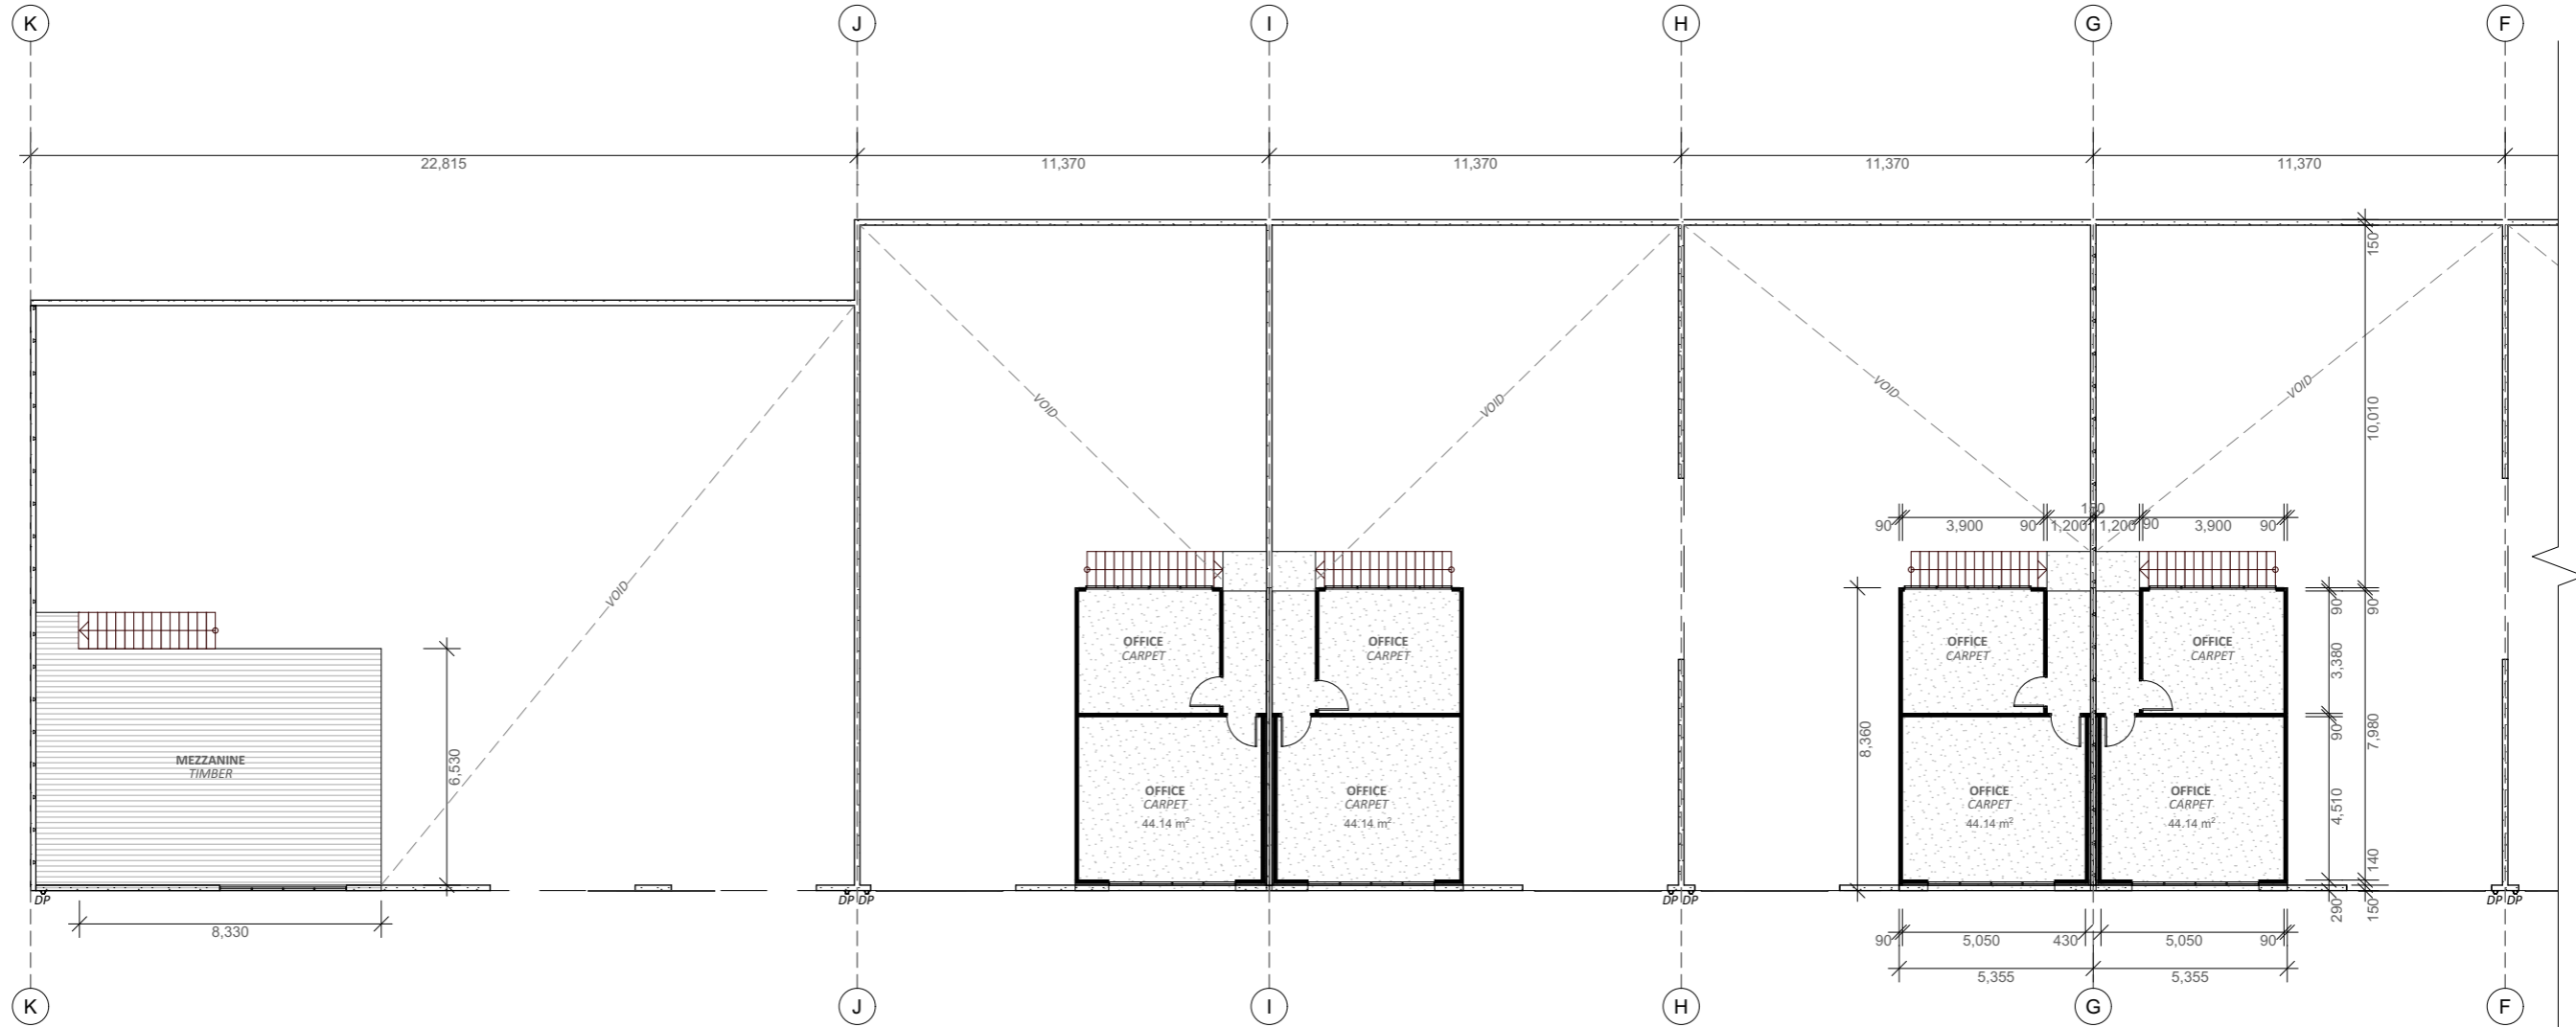 K
J
I
H
G
F
22,815
11,370
11,370
11,370
11,370
150
10,010
VOID
VOID
VOID
VOID
VOID
90
3,900
90
1,200
1,200
90
3,900
90
OFFICE
CARPET
OFFICE
CARPET
OFFICE
CARPET
OFFICE
CARPET
90
90
3,380
8,360
90
7,980
6,530
MEZZANINE
TIMBER
OFFICE
CARPET
44.14 m²
OFFICE
CARPET
44.14 m²
OFFICE
CARPET
44.14 m²
OFFICE
CARPET
44.14 m²
4,510
140
290
150
DP
DP DP
DP DP
DP DP
8,330
90
5,050
430
5,050
90
5,355
5,355
K
J
I
H
G
F